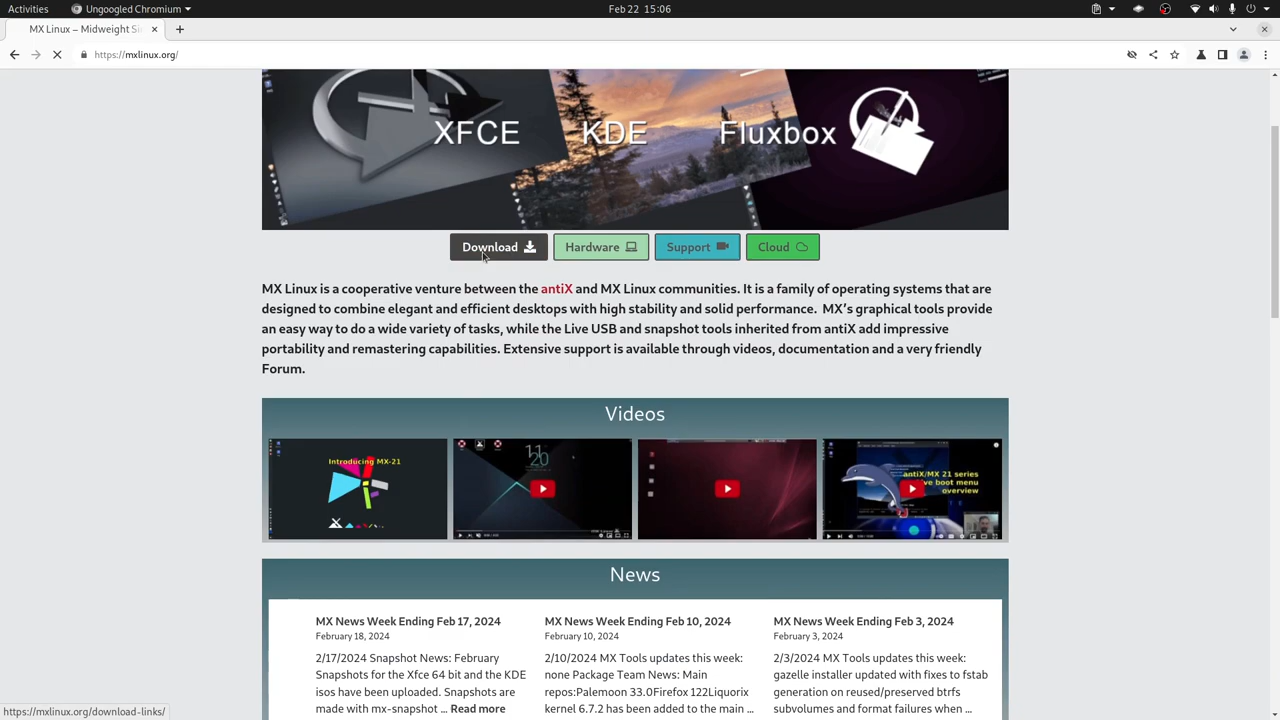 Activities
Ungoogled Chromium
Feb 22 15:06
MX Linux – Midweight Si
https://mxlinux.org/
XFCE KDE Fluxbox
Download
Hardware
Support
Cloud
MX Linux is a cooperative venture between the antiX and MX Linux communities. It is a family of operating systems that are
designed to combine elegant and efficient desktops with high stability and solid performance. MX’s graphical tools provide
an easy way to do a wide variety of tasks, while the Live USB and snapshot tools inherited from antiX add impressive
portability and remastering capabilities. Extensive support is available through videos, documentation and a very friendly
Forum.
Videos
Introducing MX-21
11
20
antiX/MX 21 series
live boot menu
overview
News
MX News Week Ending Feb 17, 2024
February 18, 2024
2/17/2024 Snapshot News: February
Snapshots for the Xfce 64 bit and the KDE
isos have been uploaded. Snapshots are
made with mx-snapshot ... Read more
MX News Week Ending Feb 10, 2024
February 10, 2024
2/10/2024 MX Tools updates this week:
none Package Team News: Main
repos:Palemoon 33.0Firefox 122Liquorix
kernel 6.7.2 has been added to the main ...
MX News Week Ending Feb 3, 2024
February 3, 2024
2/3/2024 MX Tools updates this week:
gazelle installer updated with fixes to fstab
generation on reused/preserved btrfs
subvolumes and format failures when ...
https://mxlinux.org/download-links/